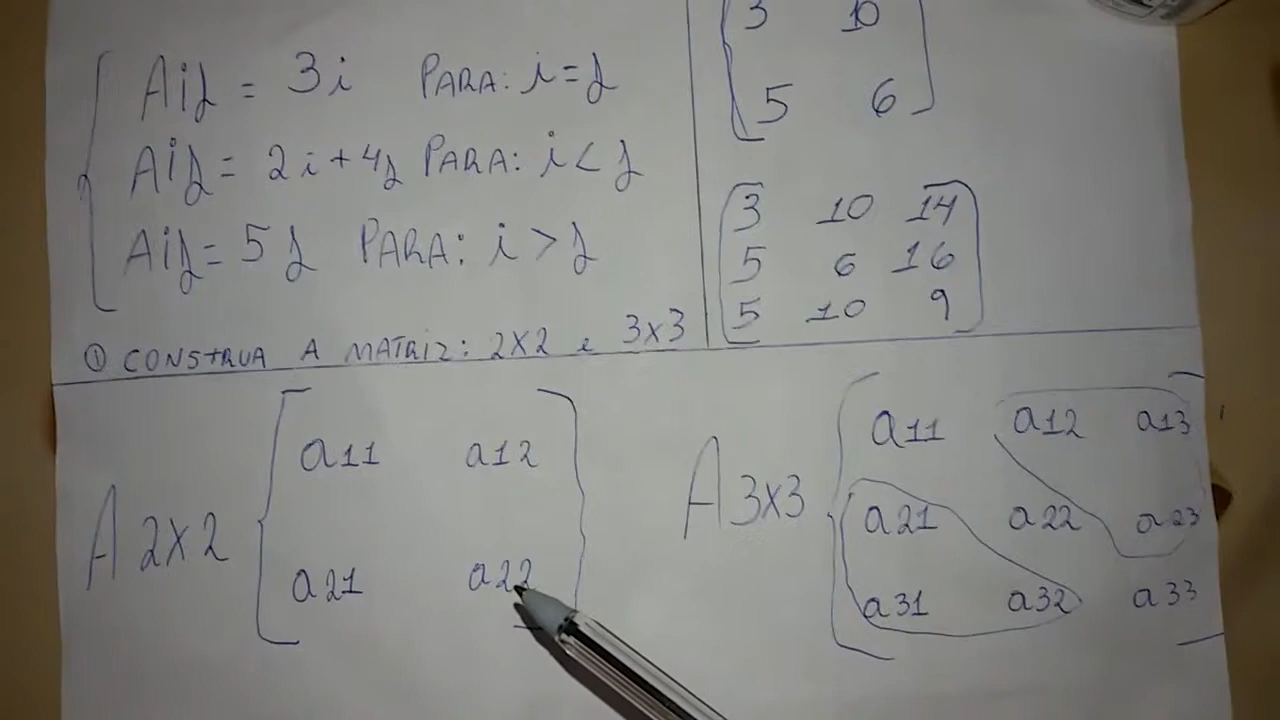 Aij = 3i PARA: i=j
Aij = 2i+4j PARA: i<j
Aij = 5j PARA: i>j
① CONSTRUA A MATRIZ: 2X2 e 3X3
3 10
5 6
3 10 14
5 6 16
5 10 9
A 2X2
a11 a12
a21 a22
A 3X3
a11 a12 a13
a21 a22 a23
a31 a32 a33